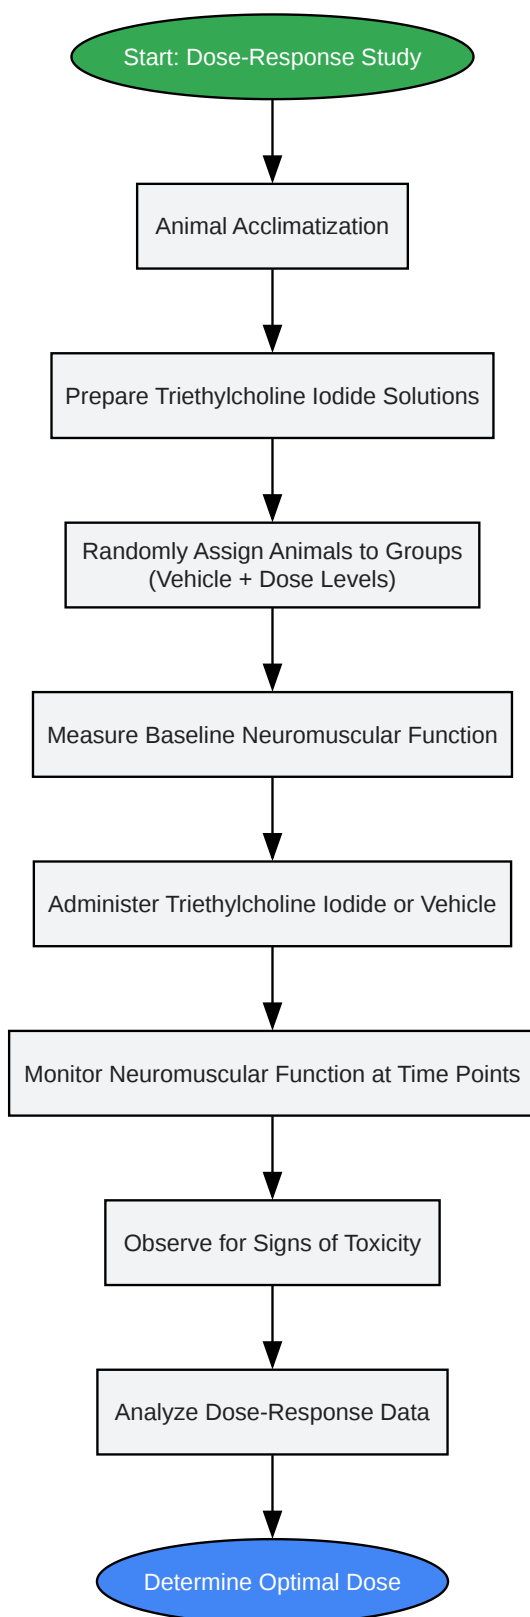 Start: Dose-Response Study
Animal Acclimatization
Prepare Triethylcholine Iodide Solutions
Randomly Assign Animals to Groups
(Vehicle + Dose Levels)
Measure Baseline Neuromuscular Function
Administer Triethylcholine Iodide or Vehicle
Monitor Neuromuscular Function at Time Points
Observe for Signs of Toxicity
Analyze Dose-Response Data
Determine Optimal Dose